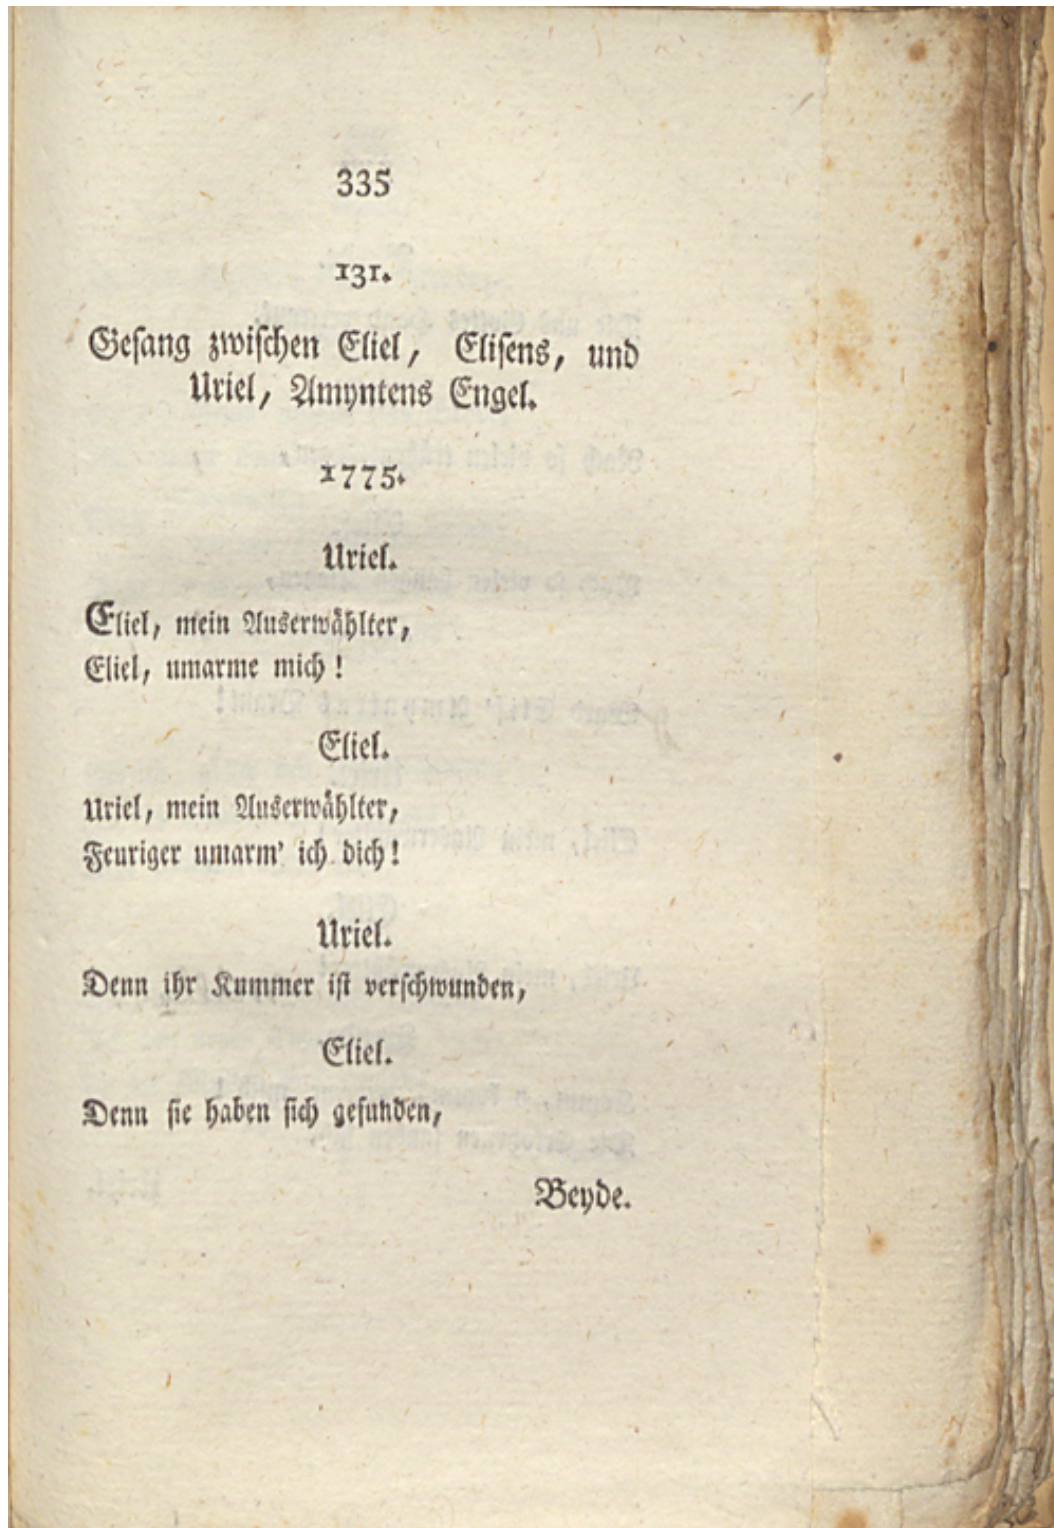 335
131.
Gesang zwischen Eliel, Elisens, und
Uriel, Amyntens Engel.
1775.
Uriel.
Eliel, mein Auserwählter,
Eliel, umarme mich!
Eliel.
Uriel, mein Auserwählter,
Feuriger umarm' ich dich!
Uriel.
Denn ihr Kummer ist verschwunden,
Eliel.
Denn sie haben sich gefunden,
Beyde.